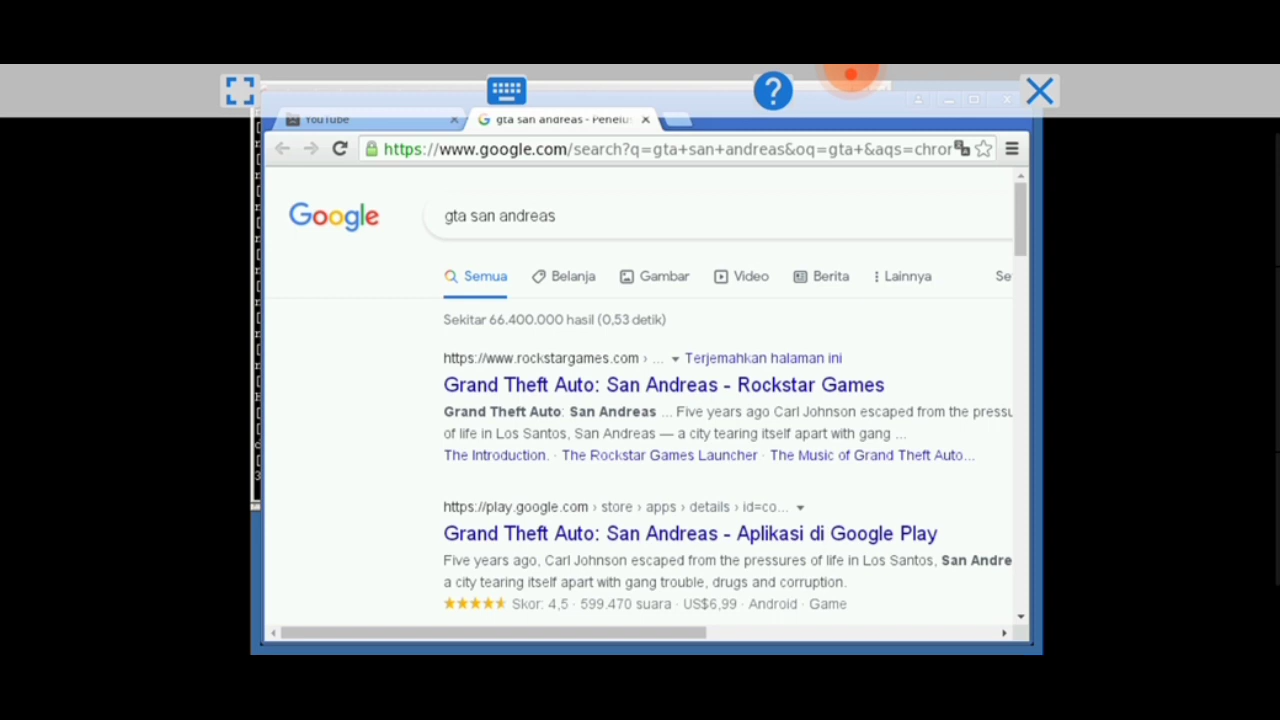 YouTube
gta san andreas - Penelus
https://www.google.com/search?q=gta+san+andreas&oq=gta+&aqs=chror
Google
gta san andreas
Semua Belanja Gambar Video Berita Lainnya Se
Sekitar 66.400.000 hasil (0,53 detik)
https://www.rockstargames.com › ... Terjemahkan halaman ini
Grand Theft Auto: San Andreas - Rockstar Games
Grand Theft Auto: San Andreas ... Five years ago Carl Johnson escaped from the pressu
of life in Los Santos, San Andreas — a city tearing itself apart with gang ...
The Introduction. · The Rockstar Games Launcher · The Music of Grand Theft Auto...
https://play.google.com › store › apps › details › id=co...
Grand Theft Auto: San Andreas - Aplikasi di Google Play
Five years ago, Carl Johnson escaped from the pressures of life in Los Santos, San Andre
a city tearing itself apart with gang trouble, drugs and corruption.
Skor: 4,5 · 599.470 suara · US$6,99 · Android · Game